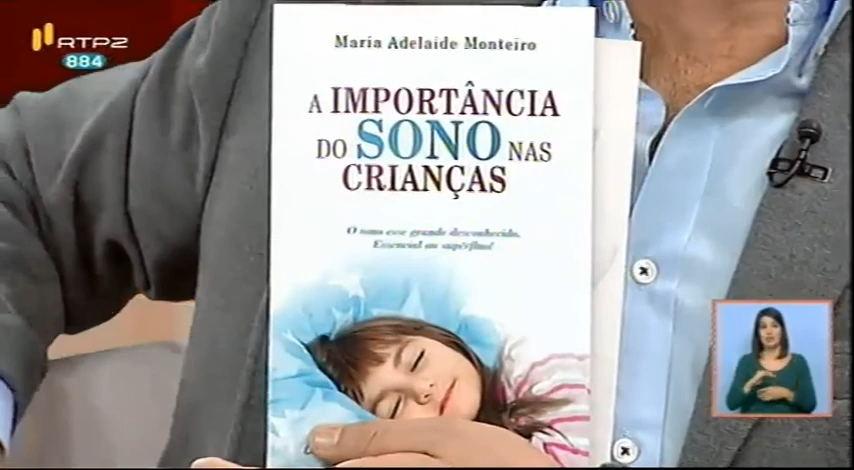 RTP2
884
Maria Adelaide Monteiro
A IMPORTÂNCIA
DO SONO NAS
CRIANÇAS
O sono esse grande desconhecido.
Essencial ou supérfluo?